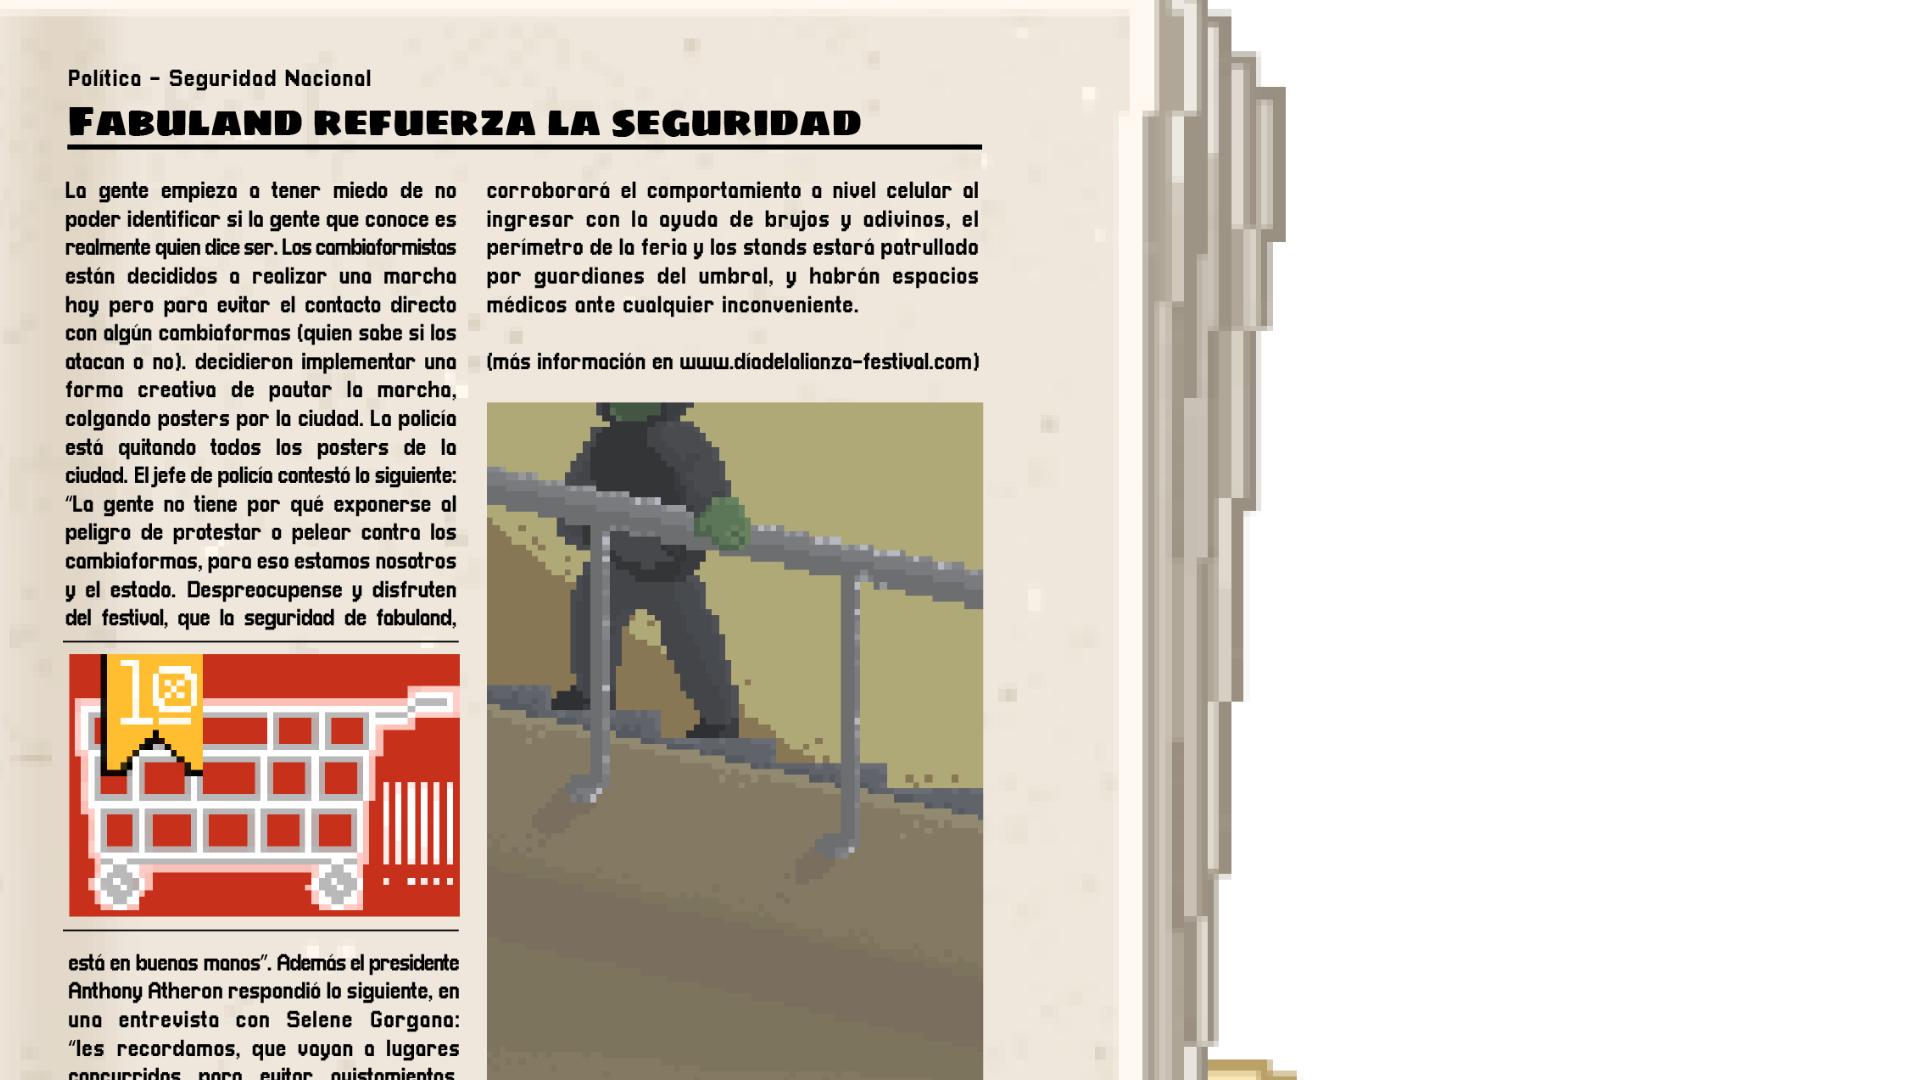 Política - Seguridad Nacional
FABULAND REFUERZA LA SEGURIDAD
La gente empieza a tener miedo de no
poder identificar si la gente que conoce es
realmente quien dice ser. Los cambiaformistas
están decididos a realizar una marcha
hoy pero para evitar el contacto directo
con algún cambiaformas (quien sabe si los
atacan o no). decidieron implementar una
forma creativa de pautar la marcha,
colgando posters por la ciudad. La policía
está quitando todos los posters de la
ciudad. El jefe de policía contestó lo siguiente:
“La gente no tiene por qué exponerse al
peligro de protestar o pelear contra los
cambiaformas, para eso estamos nosotros
y el estado. Despreocupense y disfruten
del festival, que la seguridad de fabuland,
10
está en buenas manos”. Además el presidente
Anthony Atheron respondió lo siguiente, en
una entrevista con Selene Gorgana:
“les recordamos, que vayan a lugares
concurridos para evitar avistamientos,
corroborará el comportamiento a nivel celular al
ingresar con la ayuda de brujos y adivinos, el
perímetro de la feria y los stands estará patrullado
por guardianes del umbral, y habrán espacios
médicos ante cualquier inconveniente.
(más información en www.díadelalianza-festival.com)